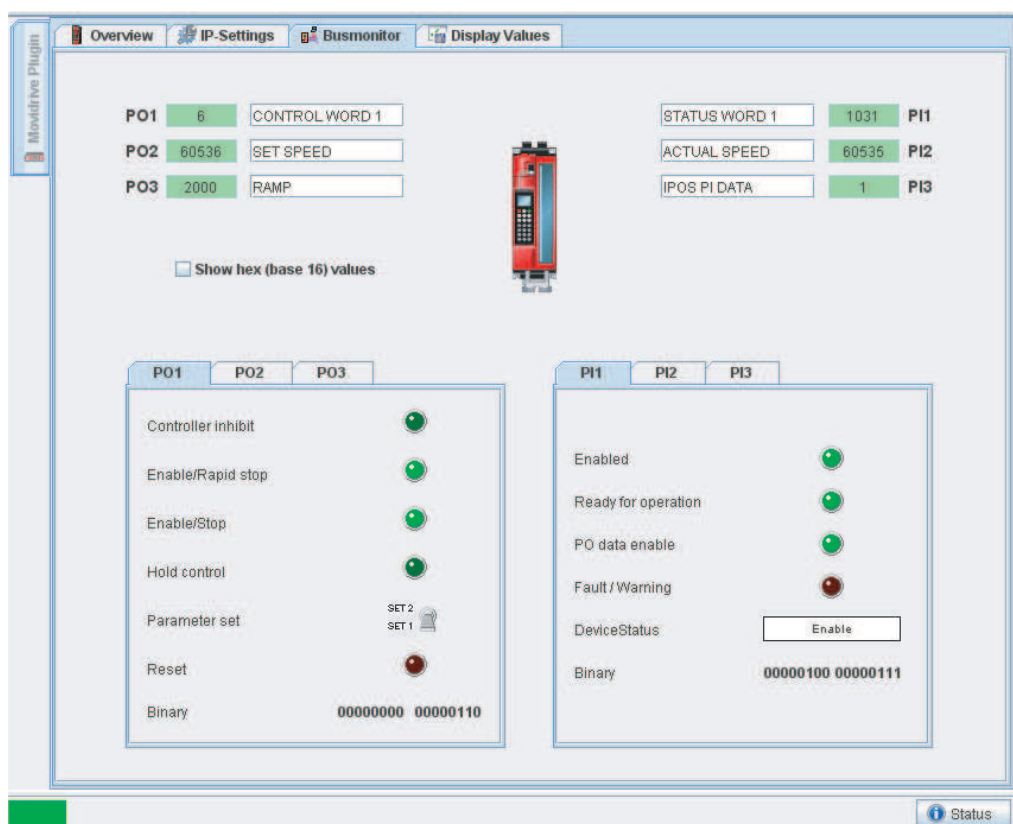 Movidrive Plugin
Overview IP-Settings Busmonitor Display Values
PO1 6 CONTROL WORD 1 STATUS WORD 1 1031 PI1
PO2 60536 SET SPEED ACTUAL SPEED 60535 PI2
PO3 2000 RAMP IPOS PI DATA 1 PI3
Show hex (base 16) values
PO1 PO2 PO3
Controller inhibit
Enable/Rapid stop
Enable/Stop
Hold control
Parameter set SET 2
SET 1
Reset
Binary 00000000 00000110
PI1 PI2 PI3
Enabled
Ready for operation
PO data enable
Fault / Warning
DeviceStatus Enable
Binary 00000100 00000111
Status